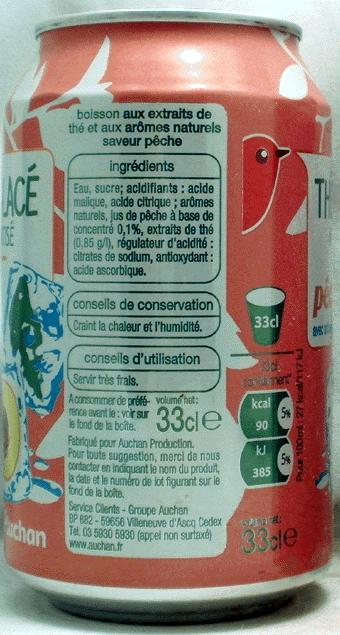 boisson aux extraits de
thé et aux arômes naturels
saveur pêche
ingrédients
Eau, sucre; acidifiants : acide
malique, acide citrique ; arômes
naturels, jus de pêche à base de
concentré 0,1%, extraits de thé
(0,85 g/l), régulateur d'acidité :
citrates de sodium, antioxydant :
acide ascorbique.
conseils de conservation
Craint la chaleur et l'humidité.
conseils d'utilisation
Servir très frais.
A consommer de préfé-
rence avant le : voir sur
le fond de la boîte.
volume net:
33cl e
Fabriqué pour Auchan Production.
Pour toute suggestion, merci de nous
contacter en indiquant le nom du produit,
la date et le numéro de lot figurant sur le
fond de la boîte.
Service Clients - Groupe Auchan
BP 682 - 59656 Villeneuve d'Ascq Cedex
Tél. 03 5930 5930 (appel non surtaxé)
www.auchan.fr
LACÉ
Auchan
TH
33cl
kcal
90
5%
kJ
385
5%
Pour 100ml : 27 kcal/117 kJ
volume net:
33cl e